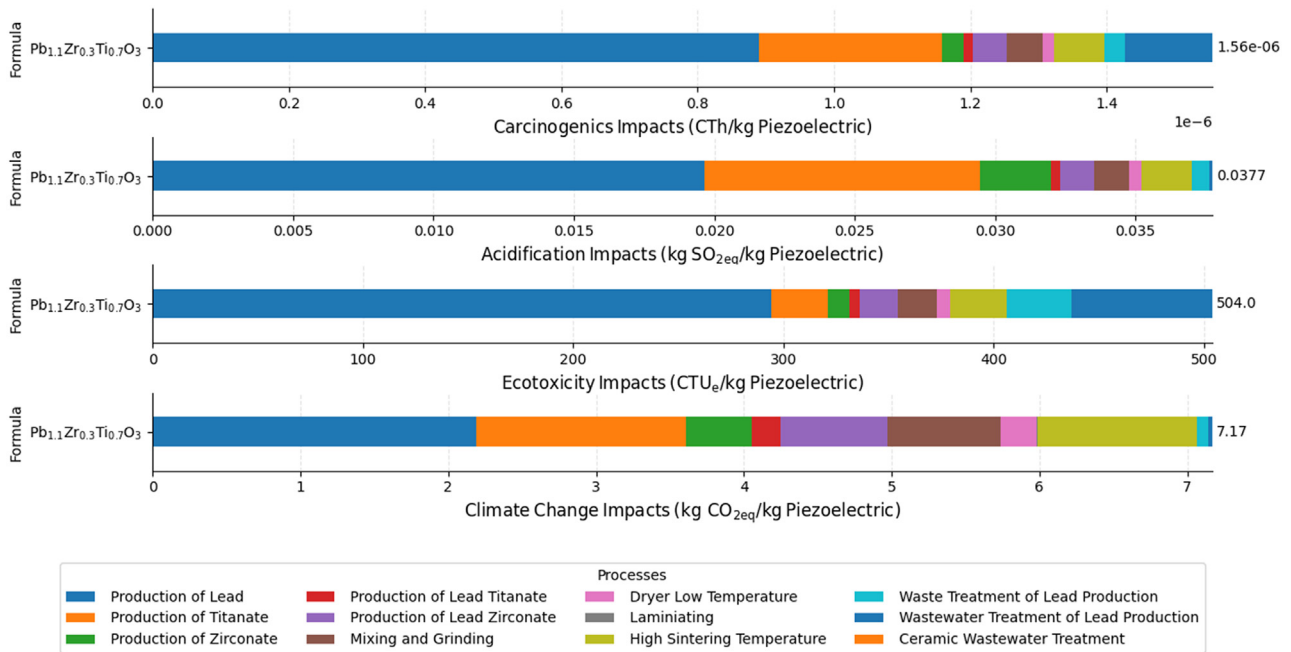 Formula
Pb₁.₁Zr₀.₃Ti₀.₇O₃
1.56e-06
0.0 0.2 0.4 0.6 0.8 1.0 1.2 1.4
1e−6
Carcinogenics Impacts (CTh/kg Piezoelectric)
Formula
Pb₁.₁Zr₀.₃Ti₀.₇O₃
0.0377
0.000 0.005 0.010 0.015 0.020 0.025 0.030 0.035
Acidification Impacts (kg SO₂eq/kg Piezoelectric)
Formula
Pb₁.₁Zr₀.₃Ti₀.₇O₃
504.0
0 100 200 300 400 500
Ecotoxicity Impacts (CTUₑ/kg Piezoelectric)
Formula
Pb₁.₁Zr₀.₃Ti₀.₇O₃
7.17
0 1 2 3 4 5 6 7
Climate Change Impacts (kg CO₂eq/kg Piezoelectric)
Processes
Production of Lead
Production of Titanate
Production of Zirconate
Production of Lead Titanate
Production of Lead Zirconate
Mixing and Grinding
Dryer Low Temperature
Laminiating
High Sintering Temperature
Waste Treatment of Lead Production
Wastewater Treatment of Lead Production
Ceramic Wastewater Treatment